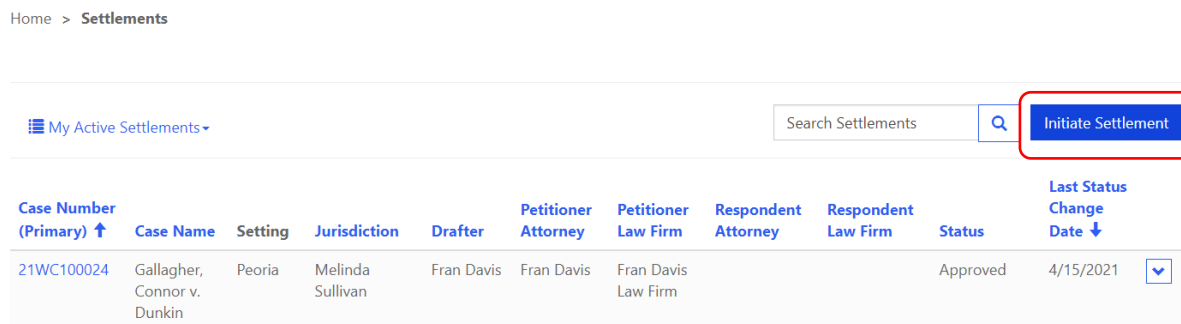 Home > Settlements
My Active Settlements
Search Settlements
Initiate Settlement
Case Number (Primary) ↑ Case Name Setting Jurisdiction Drafter Petitioner Attorney Petitioner Law Firm Respondent Attorney Respondent Law Firm Status Last Status Change Date ↓
21WC100024 Gallagher, Connor v. Dunkin Peoria Melinda Sullivan Fran Davis Fran Davis Fran Davis Law Firm Approved 4/15/2021